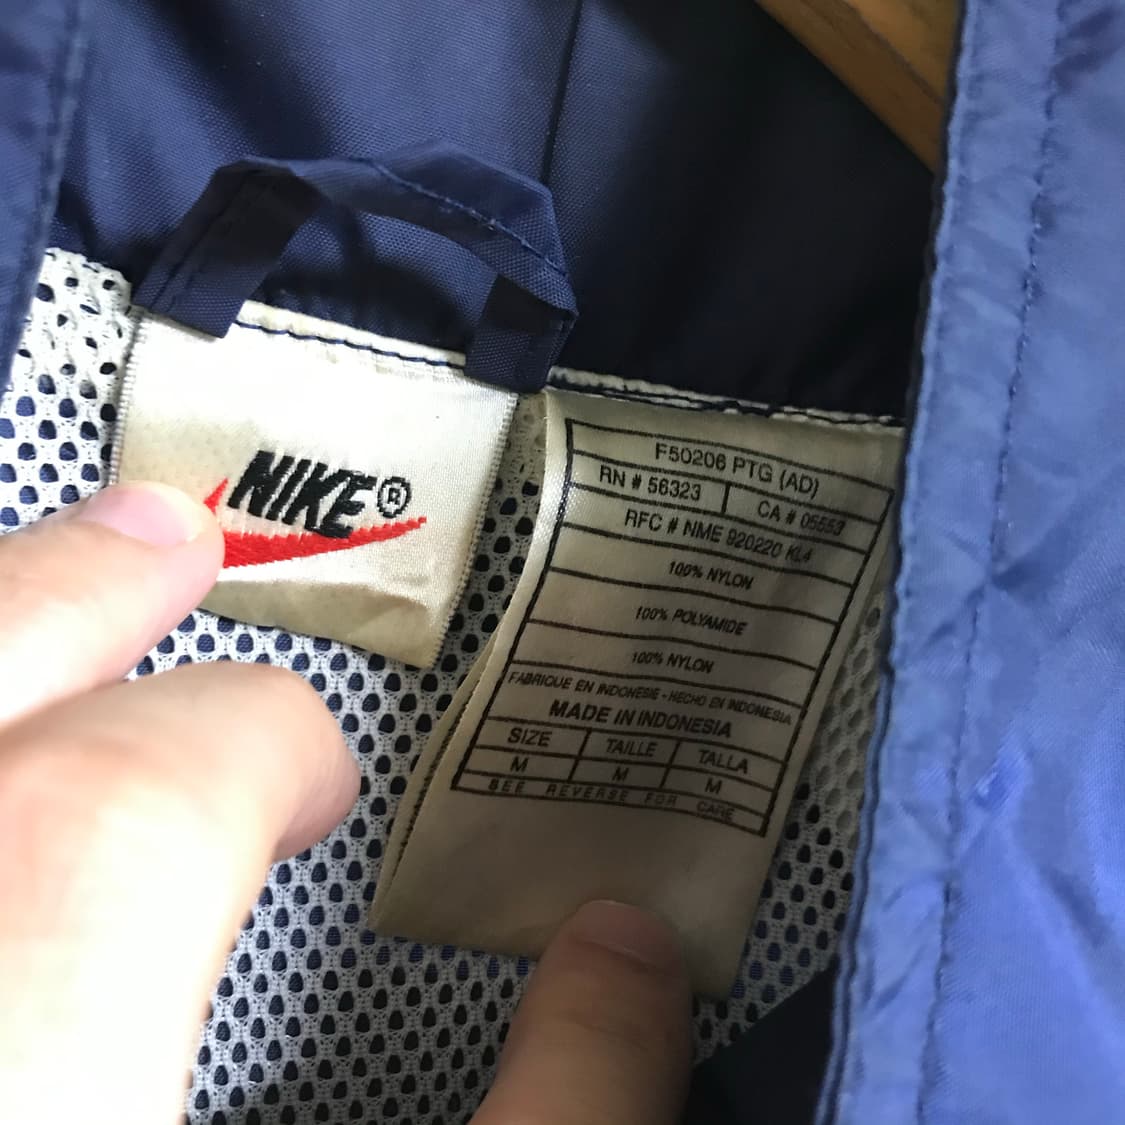 NIKE®
F50206 PTG (AD)
RN # 56323 CA # 05553
RFC # NME 920220 KL4
100% NYLON
100% POLYAMIDE
100% NYLON
FABRIQUE EN INDONESIE - HECHO EN INDONESIA
MADE IN INDONESIA
SIZE TAILLE TALLA
M M M
SEE REVERSE FOR CARE